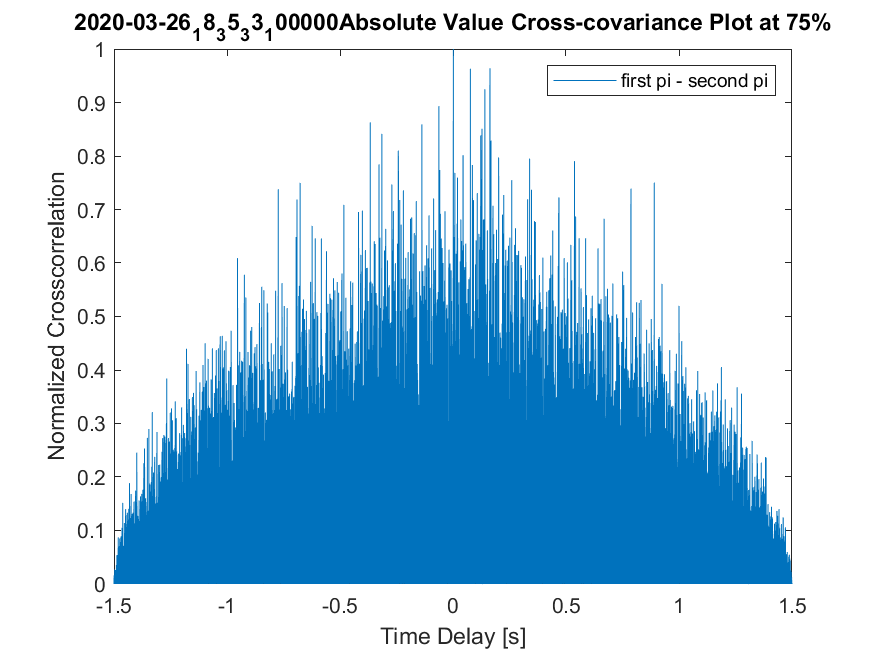 2020-03-26₁8₃5₃3₁00000Absolute Value Cross-covariance Plot at 75%
first pi - second pi
Normalized Crosscorrelation
1
0.9
0.8
0.7
0.6
0.5
0.4
0.3
0.2
0.1
0
-1.5 -1 -0.5 0 0.5 1 1.5
Time Delay [s]